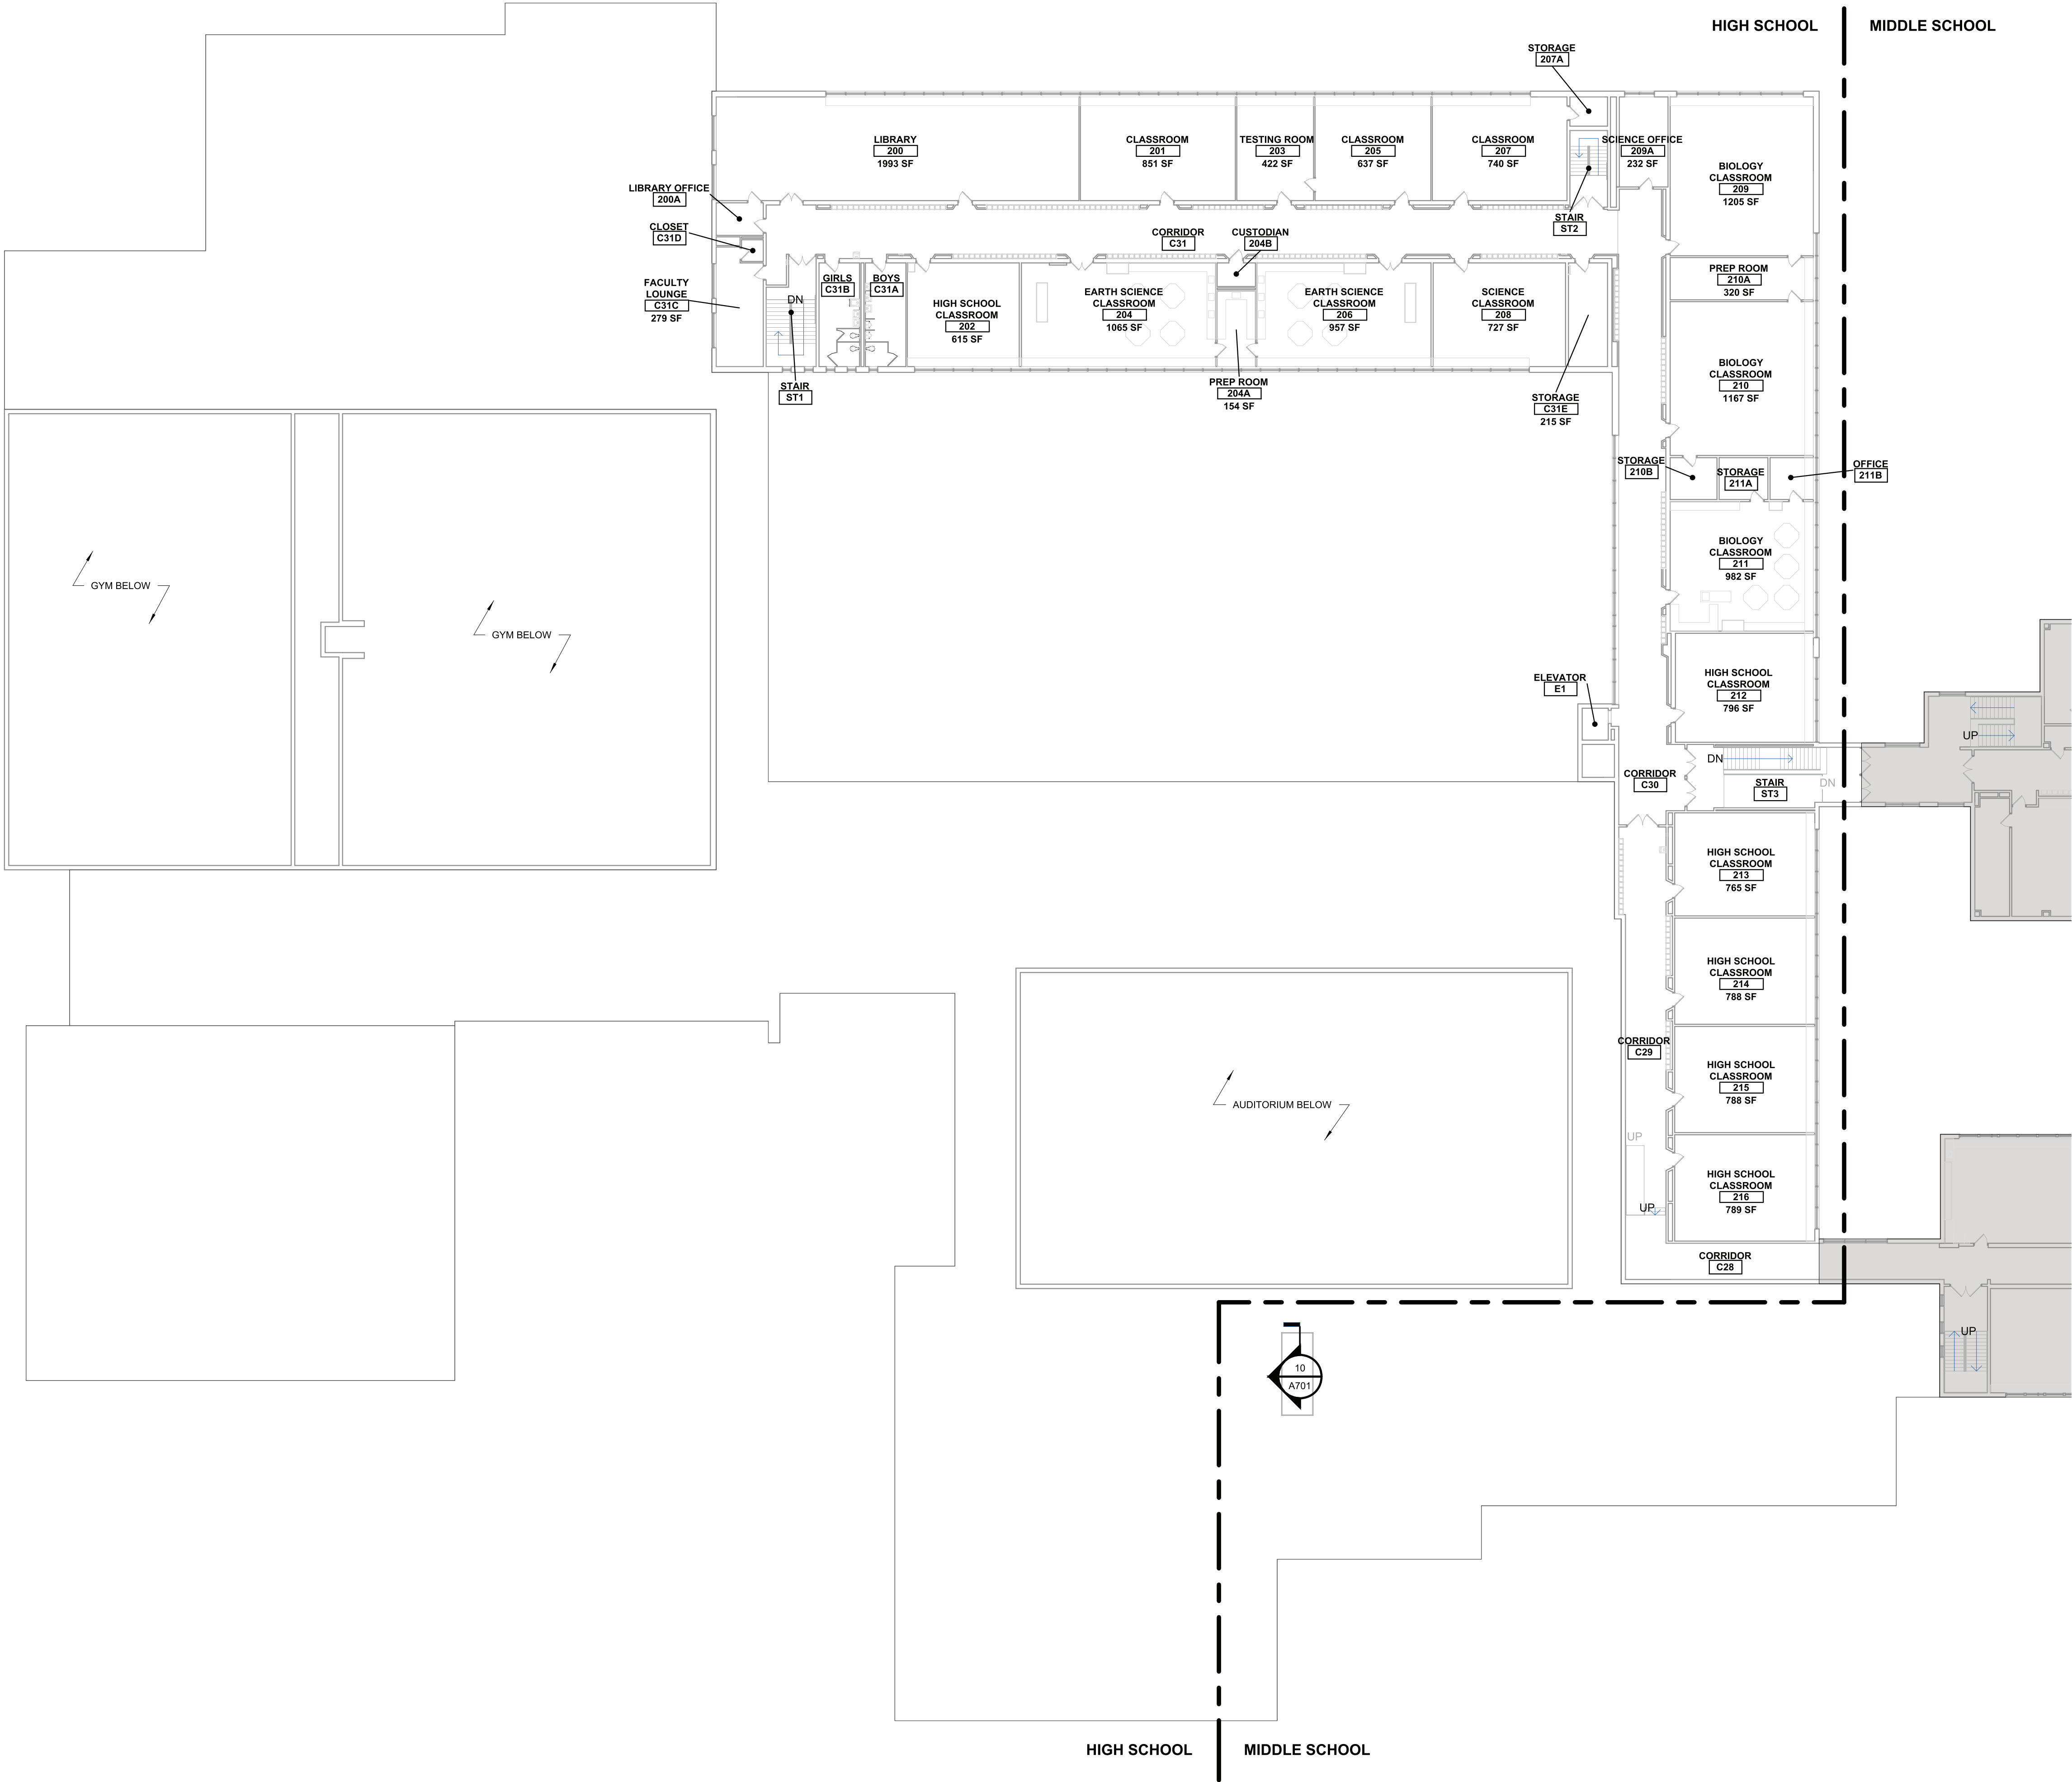 HIGH SCHOOL
MIDDLE SCHOOL
STORAGE
207A
LIBRARY
200
1993 SF
CLASSROOM
201
851 SF
TESTING ROOM
203
422 SF
CLASSROOM
205
637 SF
CLASSROOM
207
740 SF
SCIENCE OFFICE
209A
232 SF
BIOLOGY
CLASSROOM
209
1205 SF
LIBRARY OFFICE
200A
CLOSET
C31D
CORRIDOR
C31
CUSTODIAN
204B
STAIR
ST2
FACULTY
LOUNGE
C31C
279 SF
DN
GIRLS
C31B
BOYS
C31A
HIGH SCHOOL
CLASSROOM
202
615 SF
EARTH SCIENCE
CLASSROOM
204
1065 SF
EARTH SCIENCE
CLASSROOM
206
957 SF
SCIENCE
CLASSROOM
208
727 SF
PREP ROOM
210A
320 SF
BIOLOGY
CLASSROOM
210
1167 SF
STAIR
ST1
PREP ROOM
204A
154 SF
STORAGE
C31E
215 SF
STORAGE
210B
STORAGE
211A
OFFICE
211B
BIOLOGY
CLASSROOM
211
982 SF
GYM BELOW
GYM BELOW
ELEVATOR
E1
HIGH SCHOOL
CLASSROOM
212
796 SF
UP
DN
CORRIDOR
C30
STAIR
ST3
DN
HIGH SCHOOL
CLASSROOM
213
765 SF
HIGH SCHOOL
CLASSROOM
214
788 SF
CORRIDOR
C29
HIGH SCHOOL
CLASSROOM
215
788 SF
AUDITORIUM BELOW
UP
HIGH SCHOOL
CLASSROOM
216
789 SF
UP
CORRIDOR
C28
UP
10
A701
HIGH SCHOOL
MIDDLE SCHOOL